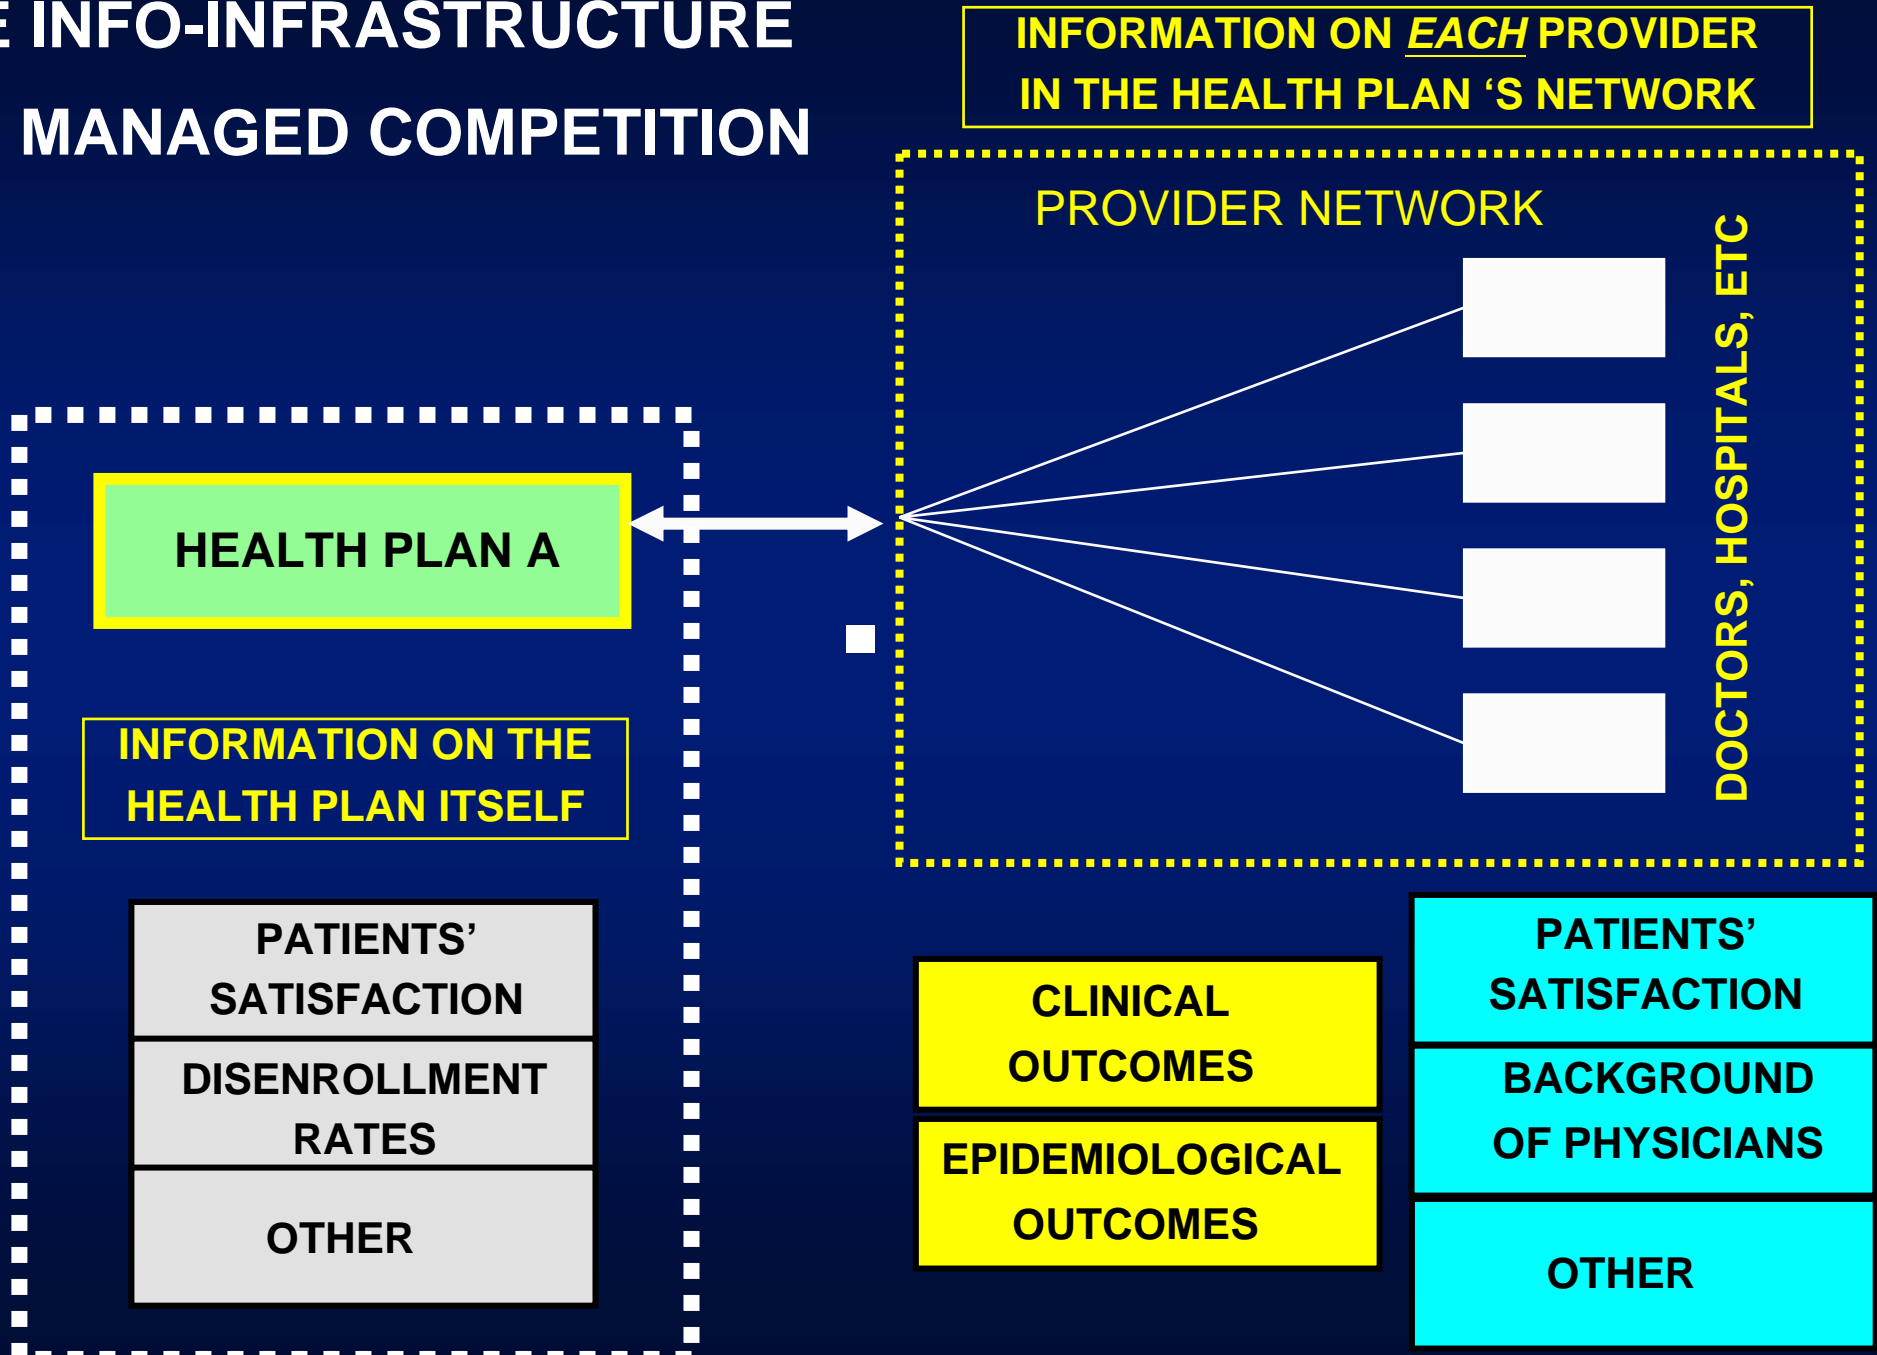 E INFO-INFRASTRUCTURE
MANAGED COMPETITION
INFORMATION ON EACH PROVIDER
IN THE HEALTH PLAN ‘S NETWORK
PROVIDER NETWORK
DOCTORS, HOSPITALS, ETC
HEALTH PLAN A
INFORMATION ON THE
HEALTH PLAN ITSELF
PATIENTS’
SATISFACTION
DISENROLLMENT
RATES
OTHER
CLINICAL
OUTCOMES
EPIDEMIOLOGICAL
OUTCOMES
PATIENTS’
SATISFACTION
BACKGROUND
OF PHYSICIANS
OTHER